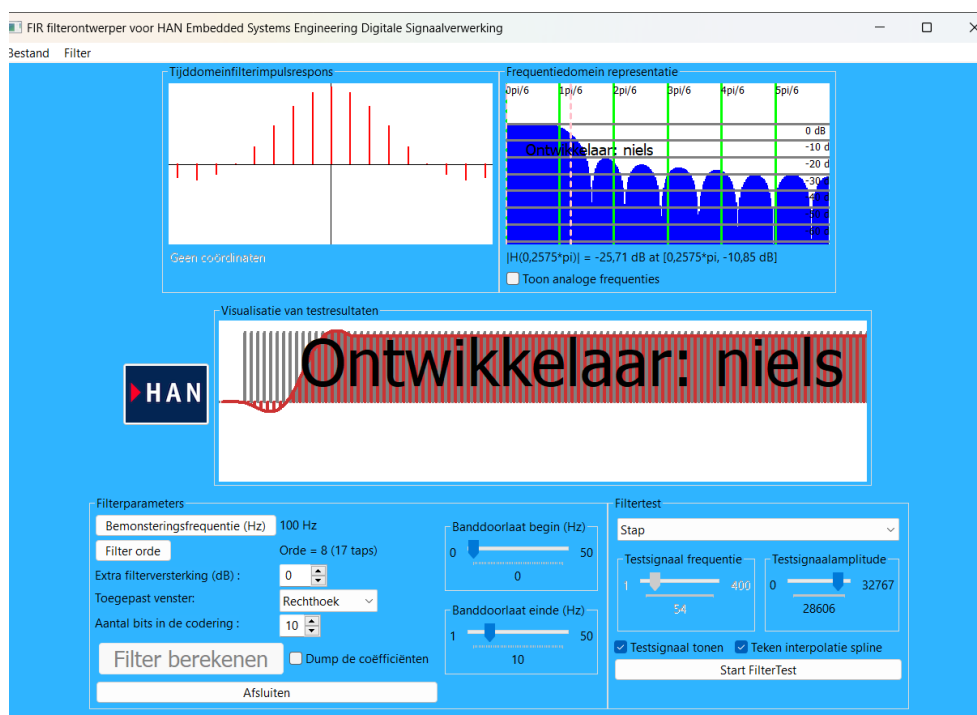 FIR filterontwerper voor HAN Embedded Systems Engineering Digitale Signaalverwerking
Bestand Filter
Tijddomeinfilterimpulsrespons
Geen coördinaten
Frequentiedomein representatie
0pi/6 1pi/6 2pi/6 3pi/6 4pi/6 5pi/6
0 dB
-10 d
Ontwikkelaar: niels
-20 d
-30 d
|H(0,2575*pi)| = -25,71 dB at [0,2575*pi, -10,85 dB]
Toon analoge frequenties
Visualisatie van testresultaten
Ontwikkelaar: niels
HAN
Filterparameters
Bemonsteringsfrequentie (Hz) 100 Hz
Filter orde Orde = 8 (17 taps)
Extra filterversterking (dB) : 0
Toegepast venster: Rechthoek
Aantal bits in de codering : 10
Filter berekenen Dump de coëfficiënten
Afsluiten
Banddoorlaat begin (Hz)
0 50
0
Banddoorlaat einde (Hz)
1 50
10
Filtertest
Stap
Testsignaal frequentie
1 400
54
Testsignaalamplitude
0 32767
28606
Testsignaal tonen Teken interpolatie spline
Start FilterTest